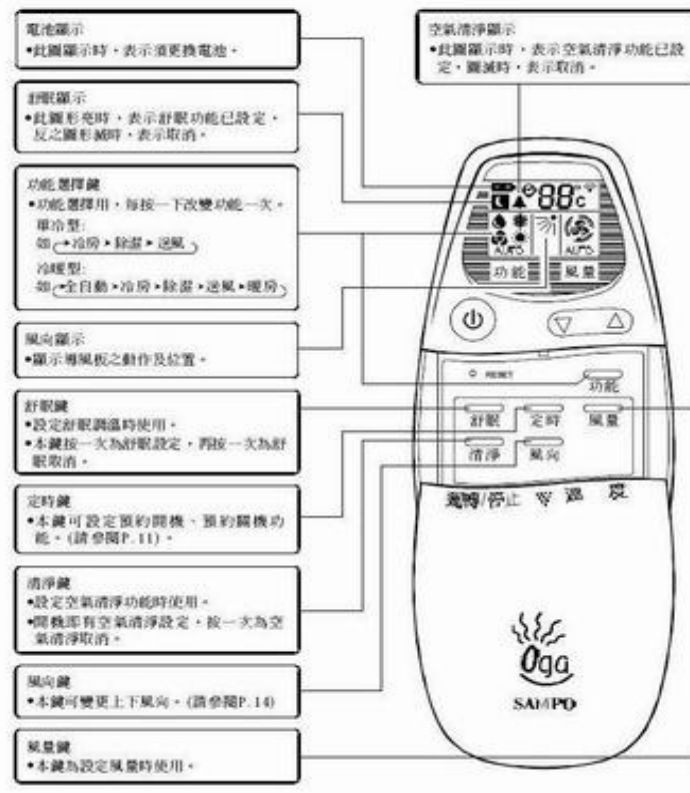 電池顯示
•此圖顯示時，表示須更換電池。
舒眠顯示
•此圖形亮時，表示舒眠功能已設定，
反之圖形滅時，表示取消。
功能選擇鍵
•功能選擇用，每按一下改變功能一次。
單冷型:
如 冷房▸除濕▸送風
冷暖型:
如 全自動▸冷房▸除濕▸送風▸暖房
風向顯示
•顯示導風板之動作及位置。
舒眠鍵
•設定舒眠調溫時使用。
•本鍵按一次為舒眠設定，再按一次為舒
眠取消。
定時鍵
•本鍵可設定預約開機、預約關機功
能。(請參閱P.11)。
清淨鍵
•設定空氣清淨功能時使用。
•開機即有空氣清淨設定，按一次為空
氣清淨取消。
風向鍵
•本鍵可變更上下風向。(請參閱P.14)
風量鍵
•本鍵為設定風量時使用。
空氣清淨顯示
•此圖顯示時，表示空氣清淨功能已設
定，圖滅時，表示取消。
88c
AUTO
AUTO
功能
風量
RESET
功能
舒眠
定時
風量
清淨
風向
運轉/停止 溫度
Oga
SAMPO